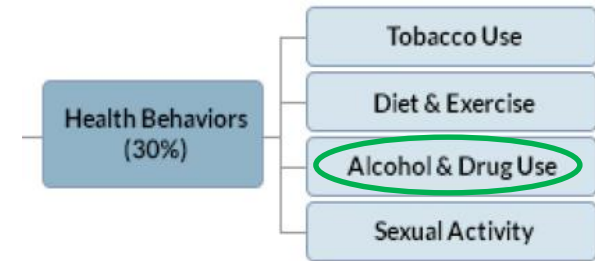 Health Behaviors
(30%)
Tobacco Use
Diet & Exercise
Alcohol & Drug Use
Sexual Activity